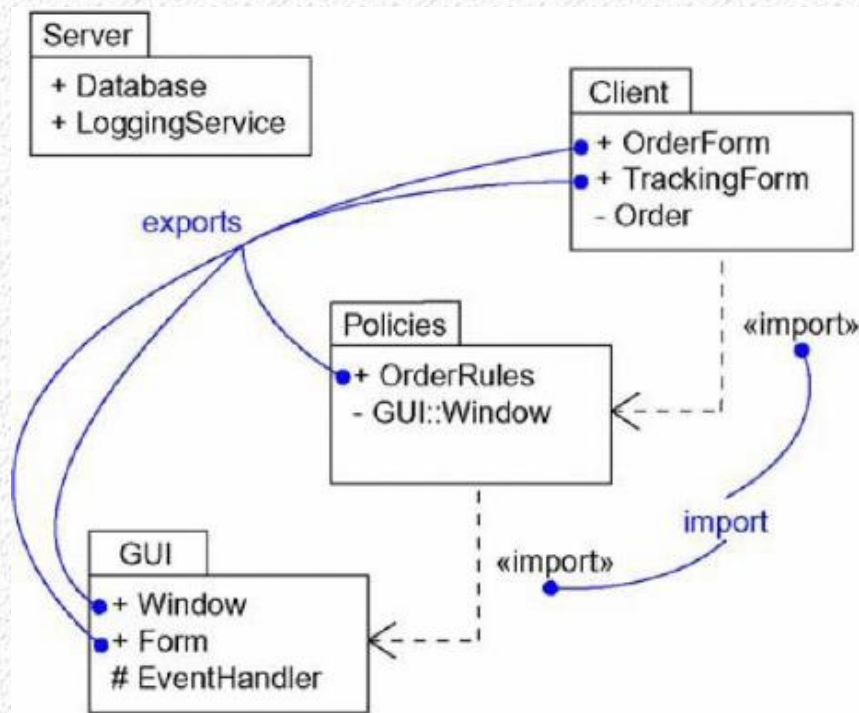 Server
+ Database
+ LoggingService
Client
+ OrderForm
+ TrackingForm
- Order
exports
Policies
+ OrderRules
- GUI::Window
«import»
import
«import»
GUI
+ Window
+ Form
# EventHandler